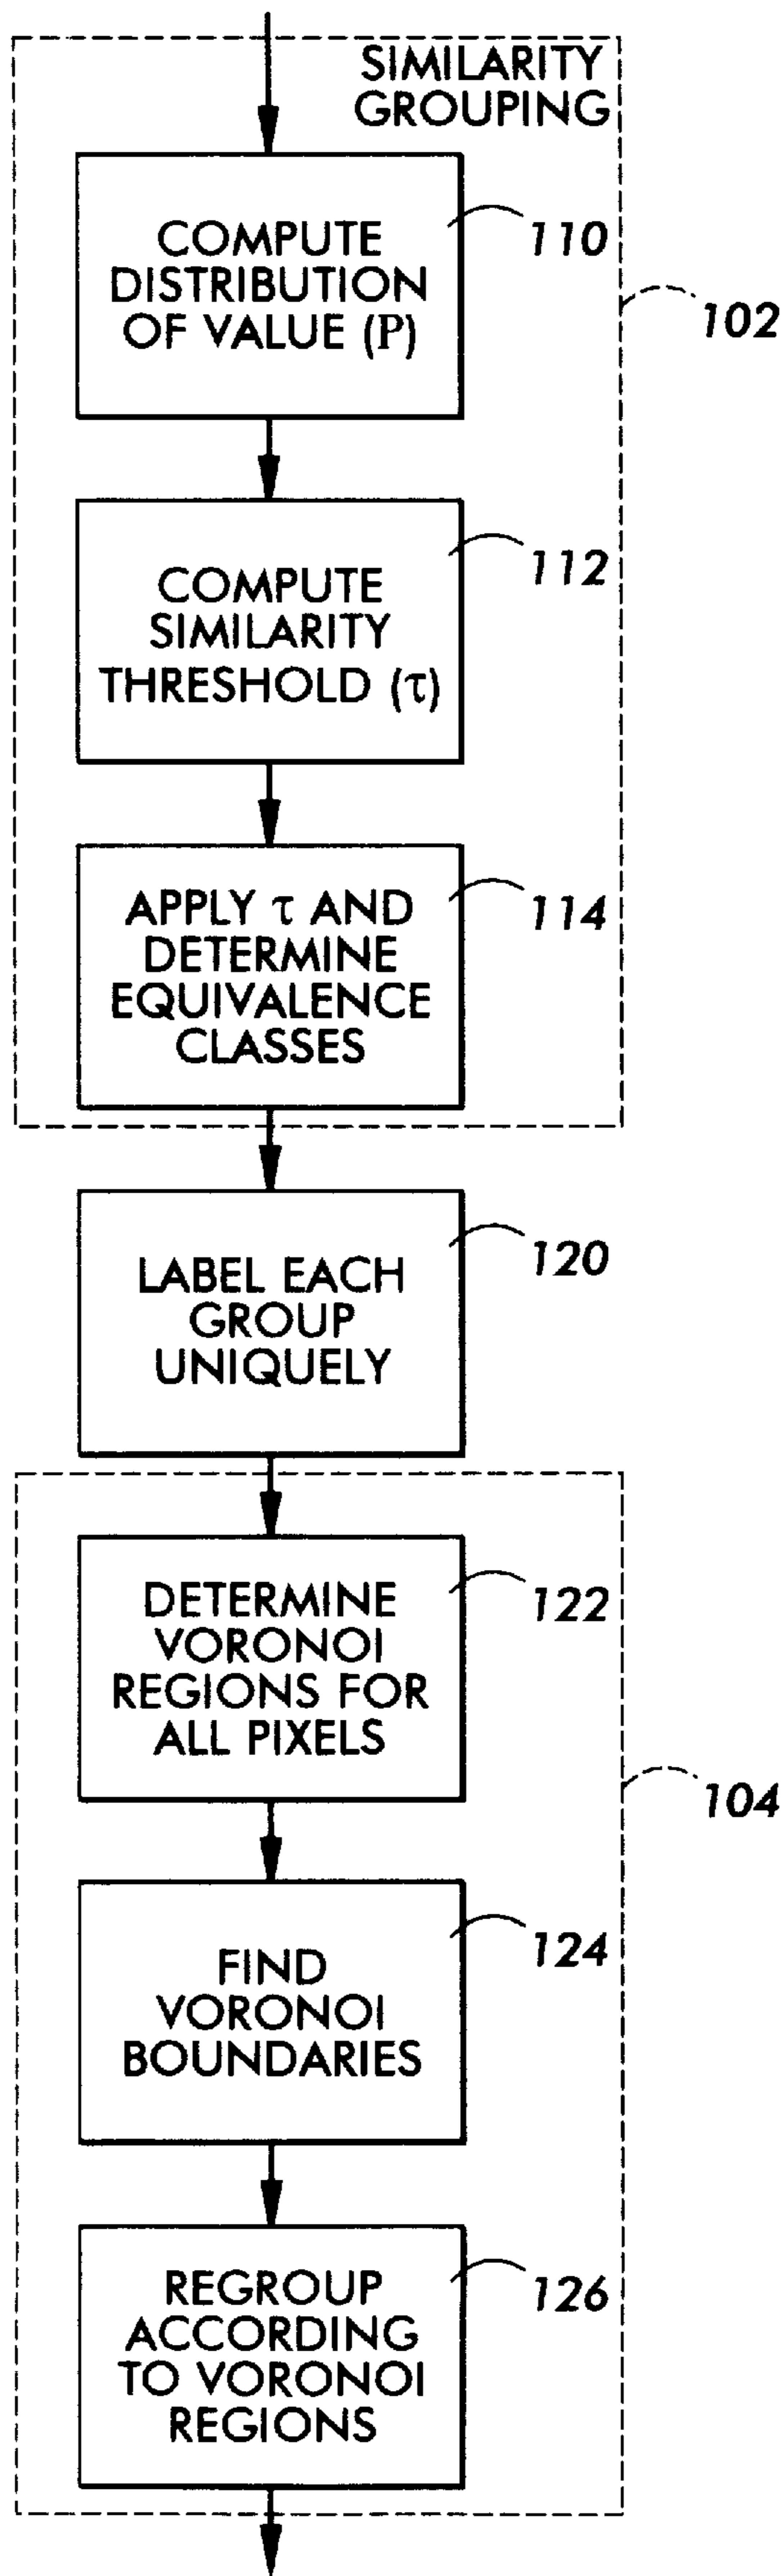 SIMILARITY
GROUPING
COMPUTE
DISTRIBUTION
OF VALUE (P)
110
102
COMPUTE
SIMILARITY
THRESHOLD (τ)
112
APPLY τ AND
DETERMINE
EQUIVALENCE
CLASSES
114
LABEL EACH
GROUP
UNIQUELY
120
DETERMINE
VORONOI
REGIONS FOR
ALL PIXELS
122
104
FIND
VORONOI
BOUNDARIES
124
REGROUP
ACCORDING
TO VORONOI
REGIONS
126